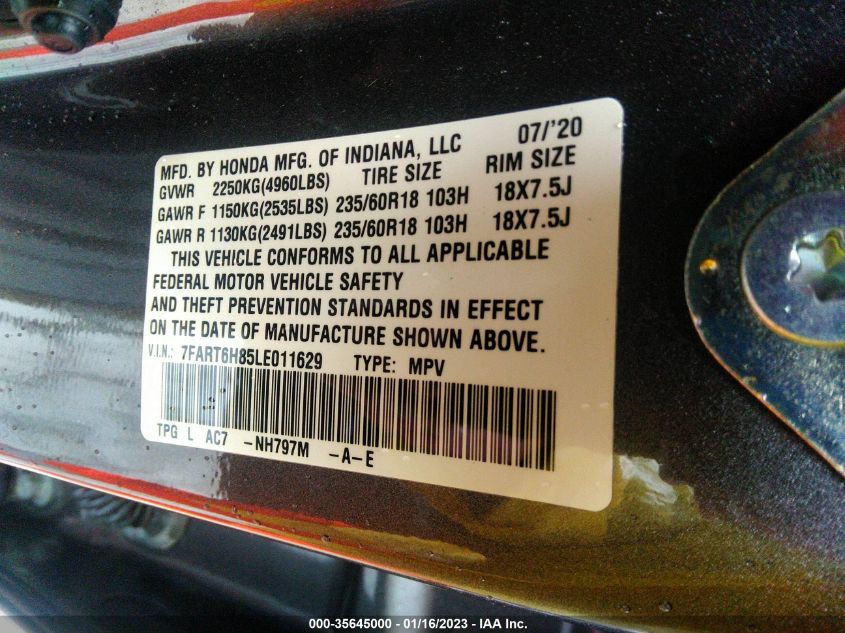 MFD. BY HONDA MFG. OF INDIANA, LLC 07/'20
GVWR 2250KG(4960LBS) TIRE SIZE RIM SIZE
GAWR F 1150KG(2535LBS) 235/60R18 103H 18X7.5J
GAWR R 1130KG(2491LBS) 235/60R18 103H 18X7.5J
THIS VEHICLE CONFORMS TO ALL APPLICABLE
FEDERAL MOTOR VEHICLE SAFETY
AND THEFT PREVENTION STANDARDS IN EFFECT
ON THE DATE OF MANUFACTURE SHOWN ABOVE.
V.I.N.: 7FART6H85LE011629 TYPE: MPV
TPG L AC7 -NH797M -A-E
000-35645000 - 01/16/2023 - IAA Inc.